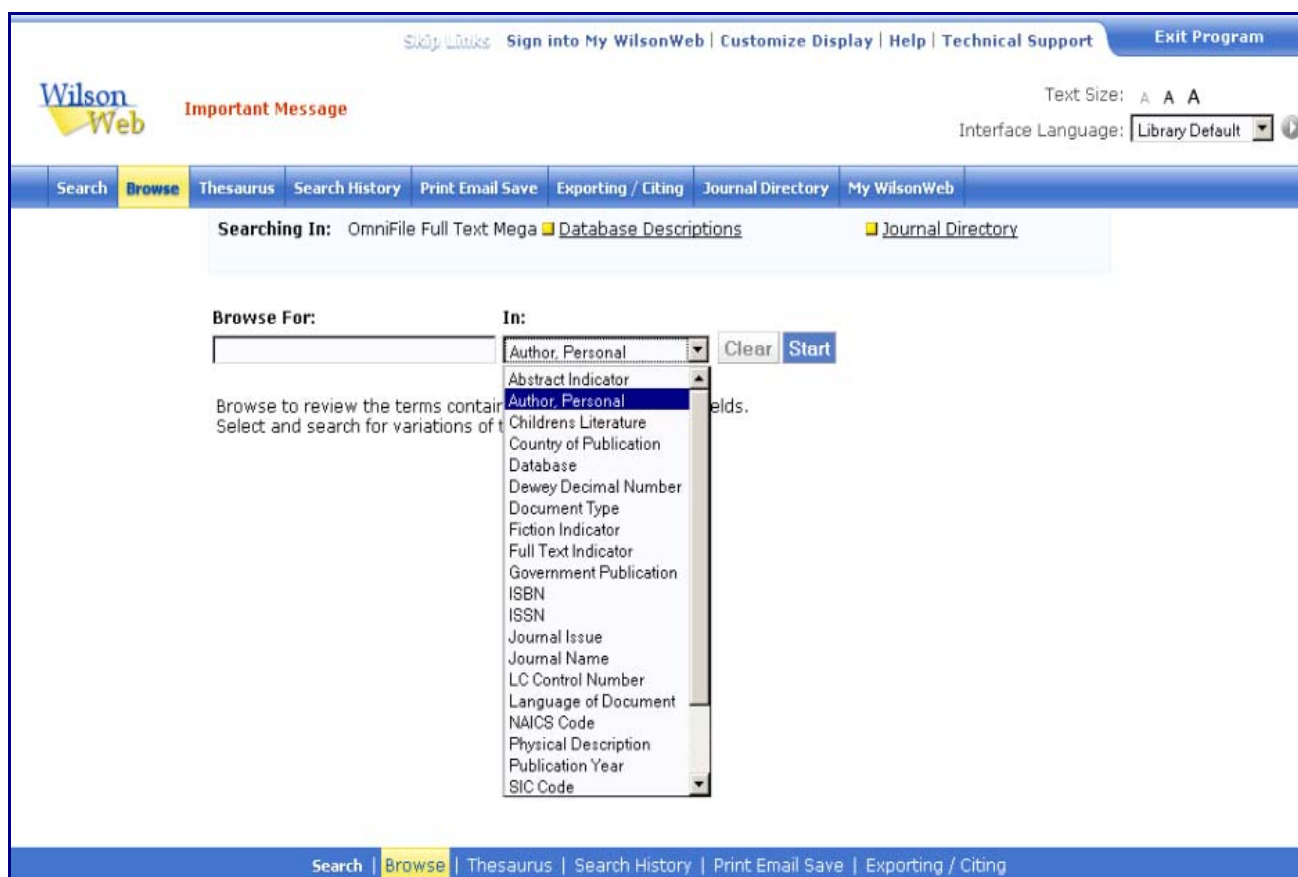 Skip Links Sign into My WilsonWeb | Customize Display | Help | Technical Support Exit Program
Wilson
Web
Important Message
Text Size: A A A
Interface Language: Library Default
Search Browse Thesaurus Search History Print Email Save Exporting / Citing Journal Directory My WilsonWeb
Searching In: OmniFile Full Text Mega Database Descriptions Journal Directory
Browse For: In:
Author, Personal Clear Start
Abstract Indicator
Author, Personal
Childrens Literature
Country of Publication
Database
Dewey Decimal Number
Document Type
Fiction Indicator
Full Text Indicator
Government Publication
ISBN
ISSN
Journal Issue
Journal Name
LC Control Number
Language of Document
NAICS Code
Physical Description
Publication Year
SIC Code
Browse to review the terms
Select and search for variations of
Search | Browse | Thesaurus | Search History | Print Email Save | Exporting / Citing